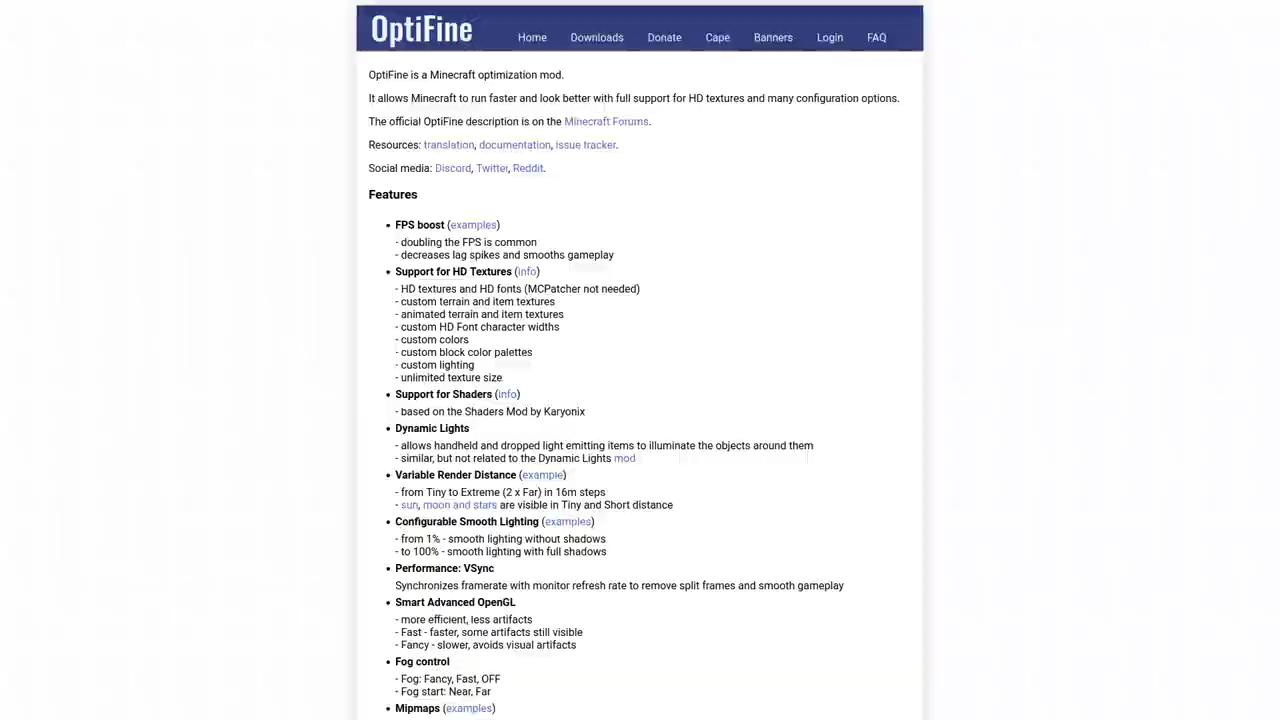 OptiFine
Home Downloads Donate Cape Banners Login FAQ
OptiFine is a Minecraft optimization mod.
It allows Minecraft to run faster and look better with full support for HD textures and many configuration options.
The official OptiFine description is on the Minecraft Forums.
Resources: translation, documentation, issue tracker.
Social media: Discord, Twitter, Reddit.
Features
• FPS boost (examples)
- doubling the FPS is common
- decreases lag spikes and smooths gameplay
• Support for HD Textures (info)
- HD textures and HD fonts (MCPatcher not needed)
- custom terrain and item textures
- animated terrain and item textures
- custom HD Font character widths
- custom colors
- custom block color palettes
- custom lighting
- unlimited texture size
• Support for Shaders (info)
- based on the Shaders Mod by Karyonix
• Dynamic Lights
- allows handheld and dropped light emitting items to illuminate the objects around them
- similar, but not related to the Dynamic Lights mod
• Variable Render Distance (example)
- from Tiny to Extreme (2 x Far) in 16m steps
- sun, moon and stars are visible in Tiny and Short distance
• Configurable Smooth Lighting (examples)
- from 1% - smooth lighting without shadows
- to 100% - smooth lighting with full shadows
• Performance: VSync
Synchronizes framerate with monitor refresh rate to remove split frames and smooth gameplay
• Smart Advanced OpenGL
- more efficient, less artifacts
- Fast - faster, some artifacts still visible
- Fancy - slower, avoids visual artifacts
• Fog control
- Fog: Fancy, Fast, OFF
- Fog start: Near, Far
• Mipmaps (examples)